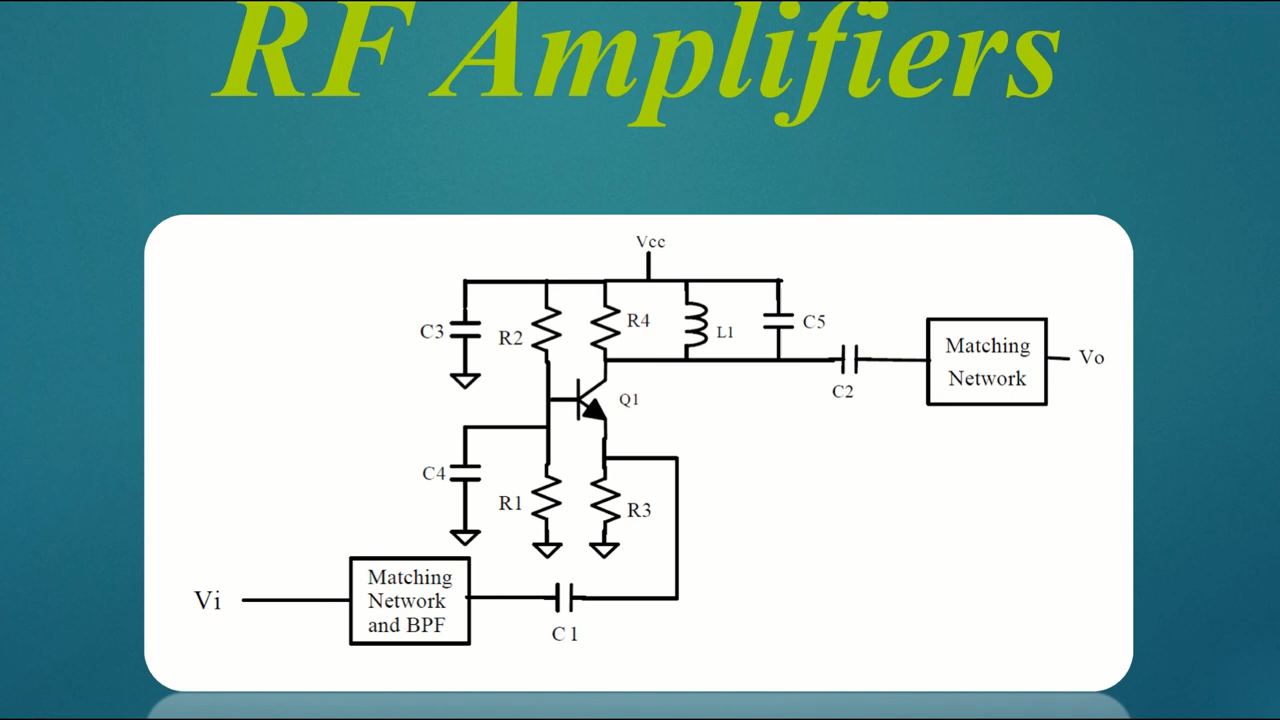 RF Amplifiers
Vcc
C3
R2
R4
L1
C5
Matching
Network
Vo
C2
Q1
C4
R1
R3
Vi
Matching
Network
and BPF
C 1